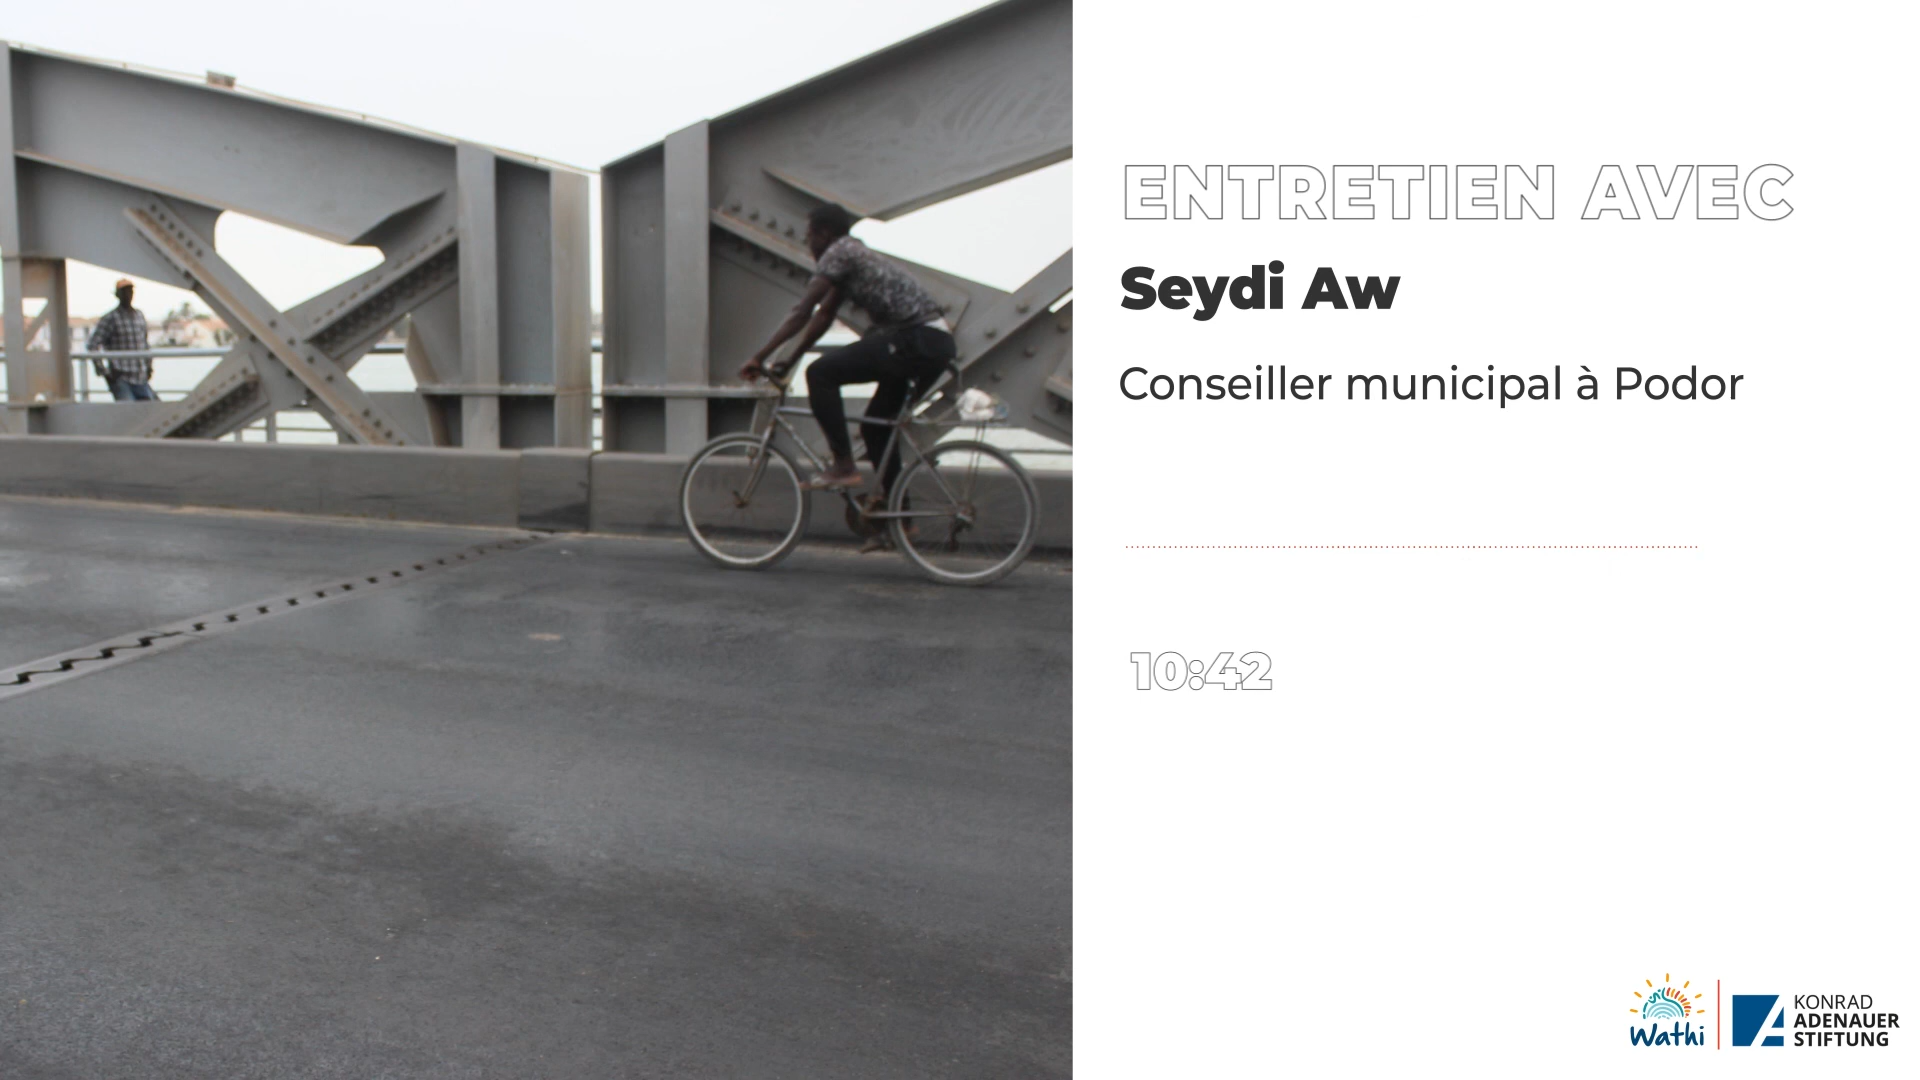 ENTRETIEN AVEC
Seydi Aw
Conseiller municipal à Podor
10:42
Wathi
KONRAD
ADENAUER
STIFTUNG